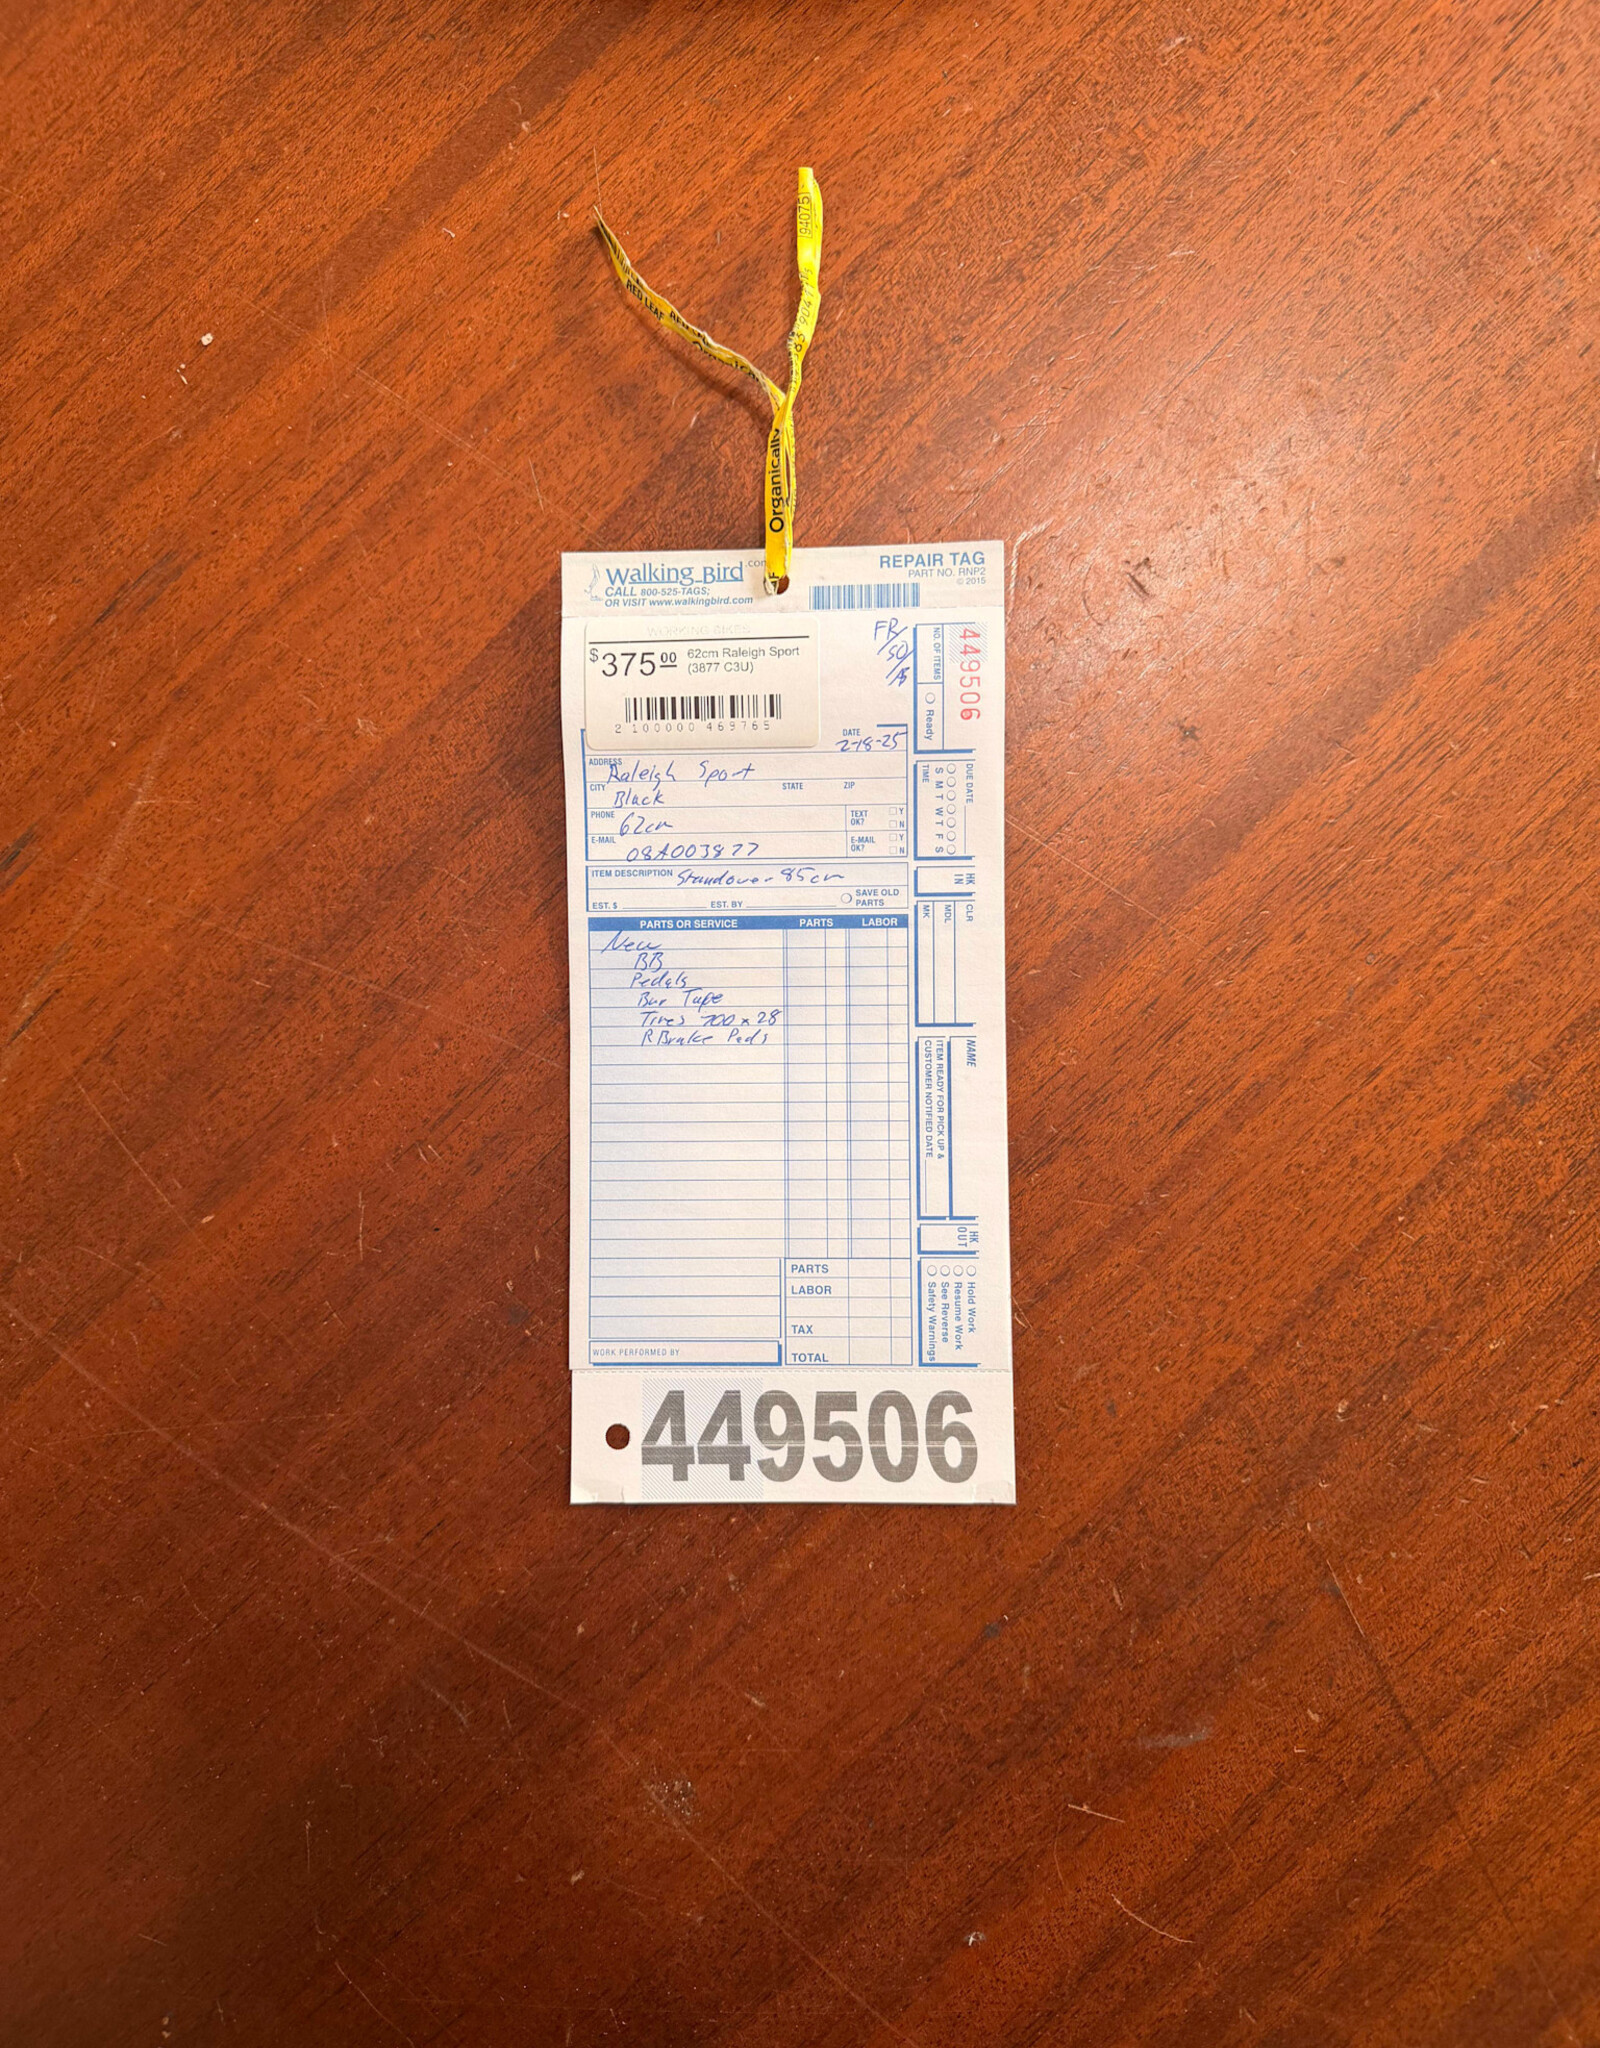 94075
RED LEAF
Organically
Walking_Bird.com
CALL 800-525-TAGS;
OR VISIT www.walkingbird.com
REPAIR TAG
PART NO. RNP2
© 2015
WORKING BIKES
$375.00 62cm Raleigh Sport
(3877 C3U)
2 100000 469765
FR/
SO/
AS
449506
NO. OF ITEMS
Ready
DATE
2-18-25
ADDRESS
Raleigh Sport
CITY STATE ZIP
Black
PHONE
62cm
TEXT OK? Y N
E-MAIL
08A003877
E-MAIL OK? Y N
ITEM DESCRIPTION Standover 85cm
EST. $ EST. BY SAVE OLD PARTS
DUE DATE
S M T W T F S
TIME
HK IN
CLR
MDL
MK
PARTS OR SERVICE PARTS LABOR
New
BB
Pedals
Bar Tape
Tires 700 x 28
R Brake Pads
NAME
ITEM READY FOR PICK UP &
CUSTOMER NOTIFIED DATE
HK OUT
Hold Work
Resume Work
See Reverse
Safety Warnings
PARTS
LABOR
TAX
TOTAL
WORK PERFORMED BY:
449506